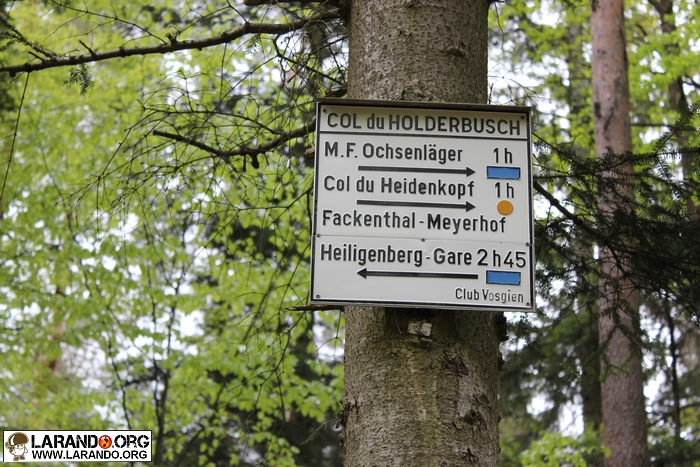 COL du HOLDERBUSCH
M.F. Ochsenläger 1h
Col du Heidenkopf 1h
Fackenthal-Meyerhof
Heiligenberg-Gare 2h45
Club Vosgien
LARANDO.ORG
WWW.LARANDO.ORG